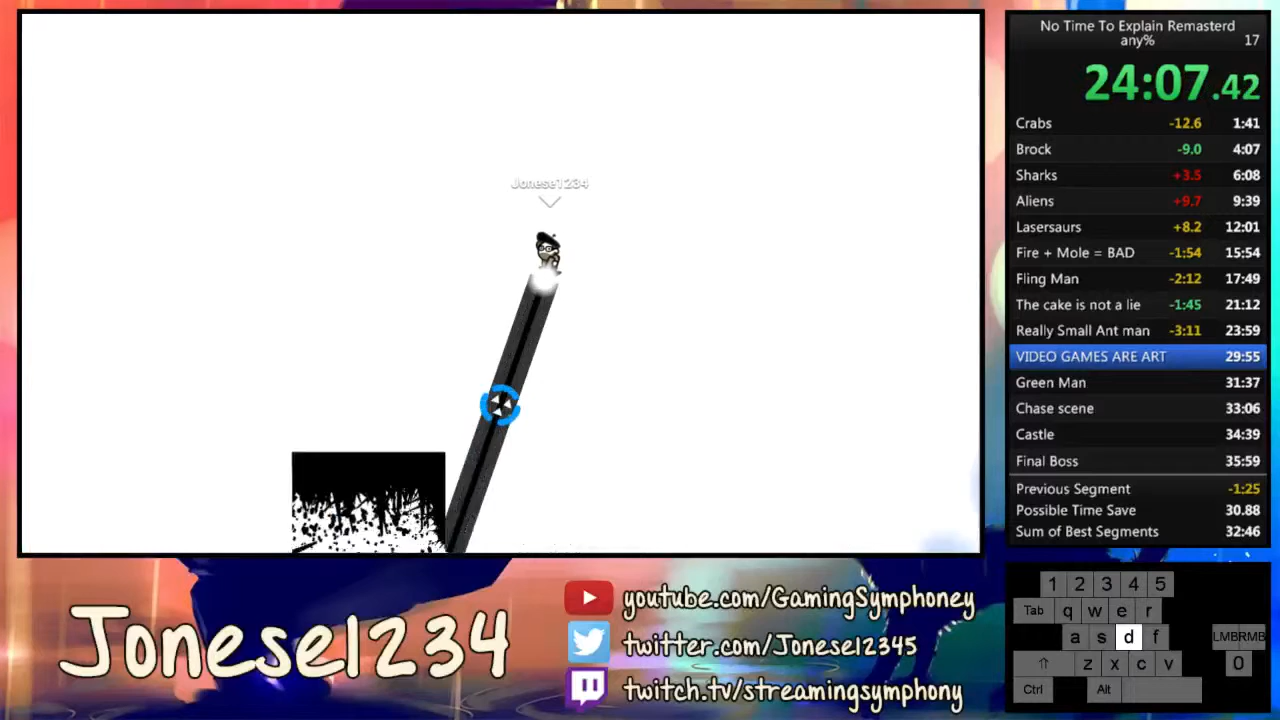 No Time To Explain Remasterd
any% 17
24:07.42
Crabs -12.6 1:41
Brock -9.0 4:07
Sharks +3.5 6:08
Aliens +9.7 9:39
Lasersaurs +8.2 12:01
Fire + Mole = BAD -1:54 15:54
Fling Man -2:12 17:49
The cake is not a lie -1:45 21:12
Really Small Ant man -3:11 23:59
VIDEO GAMES ARE ART 29:55
Green Man 31:37
Chase scene 33:06
Castle 34:39
Final Boss 35:59
Previous Segment -1:25
Possible Time Save 30.88
Sum of Best Segments 32:46
Jonese1234
Jonese1234
youtube.com/GamingSymphoney
twitter.com/Jonese12345
twitch.tv/streamingsymphony
1 2 3 4 5
Tab q w e r
a s d f LMB RMB
z x c v 0
Ctrl Alt